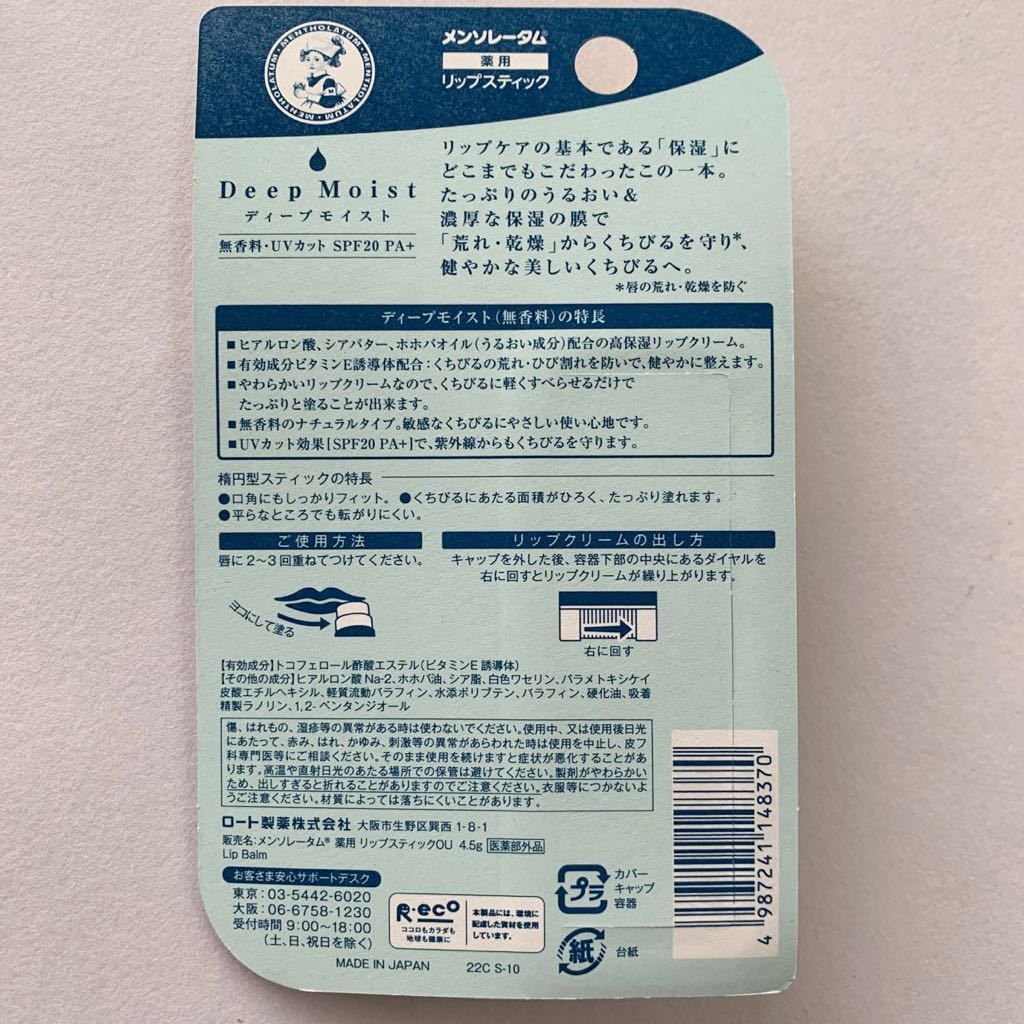 MENTHOLATUM・MENTHOLATUM・MENTHOLATUM
メンソレータム®
薬用
リップスティック
Deep Moist
ディープモイスト
無香料・UVカット SPF20 PA+
リップケアの基本である「保湿」に
どこまでもこだわったこの一本。
たっぷりのうるおい&
濃厚な保湿の膜で
「荒れ・乾燥」からくちびるを守り*、
健やかな美しいくちびるへ。
*唇の荒れ・乾燥を防ぐ
ディープモイスト(無香料)の特長
■ヒアルロン酸、シアバター、ホホバオイル(うるおい成分)配合の高保湿リップクリーム。
■有効成分ビタミンE誘導体配合:くちびるの荒れ・ひび割れを防いで、健やかに整えます。
■やわらかいリップクリームなので、くちびるに軽くすべらせるだけで
たっぷりと塗ることが出来ます。
■無香料のナチュラルタイプ。敏感なくちびるにやさしい使い心地です。
■UVカット効果[SPF20 PA+]で、紫外線からもくちびるを守ります。
楕円型スティックの特長
●口角にもしっかりフィット。 ●くちびるにあたる面積がひろく、たっぷり塗れます。
●平らなところでも転がりにくい。
ご使用方法
唇に2〜3回重ねてつけてください。
ヨコにして塗る
リップクリームの出し方
キャップを外した後、容器下部の中央にあるダイヤルを
右に回すとリップクリームが繰り上がります。
右に回す
【有効成分】トコフェロール酢酸エステル(ビタミンE誘導体)
【その他の成分】ヒアルロン酸Na-2、ホホバ油、シア脂、白色ワセリン、パラメトキシケイ
皮酸エチルヘキシル、軽質流動パラフィン、水添ポリブテン、パラフィン、硬化油、吸着
精製ラノリン、1,2-ペンタンジオール
傷、はれもの、湿疹等の異常がある時は使わないでください。使用中、又は使用後日光
にあたって、赤み、はれ、かゆみ、刺激等の異常があらわれた時は使用を中止し、皮フ
科専門医等にご相談ください。そのまま使用を続けますと症状が悪化することがあ
ります。高温や直射日光のあたる場所での保管は避けてください。製剤がやわらかい
ため、出しすぎると折れることがありますのでご注意ください。衣服等につかないよ
うご注意ください。材質によっては落ちにくいことがあります。
ロート製薬株式会社 大阪市生野区巽西1-8-1
販売名:メンソレータム® 薬用 リップスティックOU 4.5g 医薬部外品
Lip Balm
お客さま安心サポートデスク
東京:03-5442-6020
大阪:06-6758-1230
受付時間 9:00〜18:00
(土、日、祝日を除く)
R・eco
ココロもカラダも
地球も健康に
本製品には、環境に
配慮した資材を使用
しています。
プラ
カバー
キャップ
容器
紙
台紙
MADE IN JAPAN 22C S-10
4 987241 148370